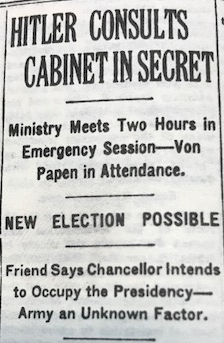 HITLER CONSULTS
CABINET IN SECRET
Ministry Meets Two Hours in
Emergency Session—Von
Papen in Attendance.
NEW ELECTION POSSIBLE
Friend Says Chancellor Intends
to Occupy the Presidency—
Army an Unknown Factor.